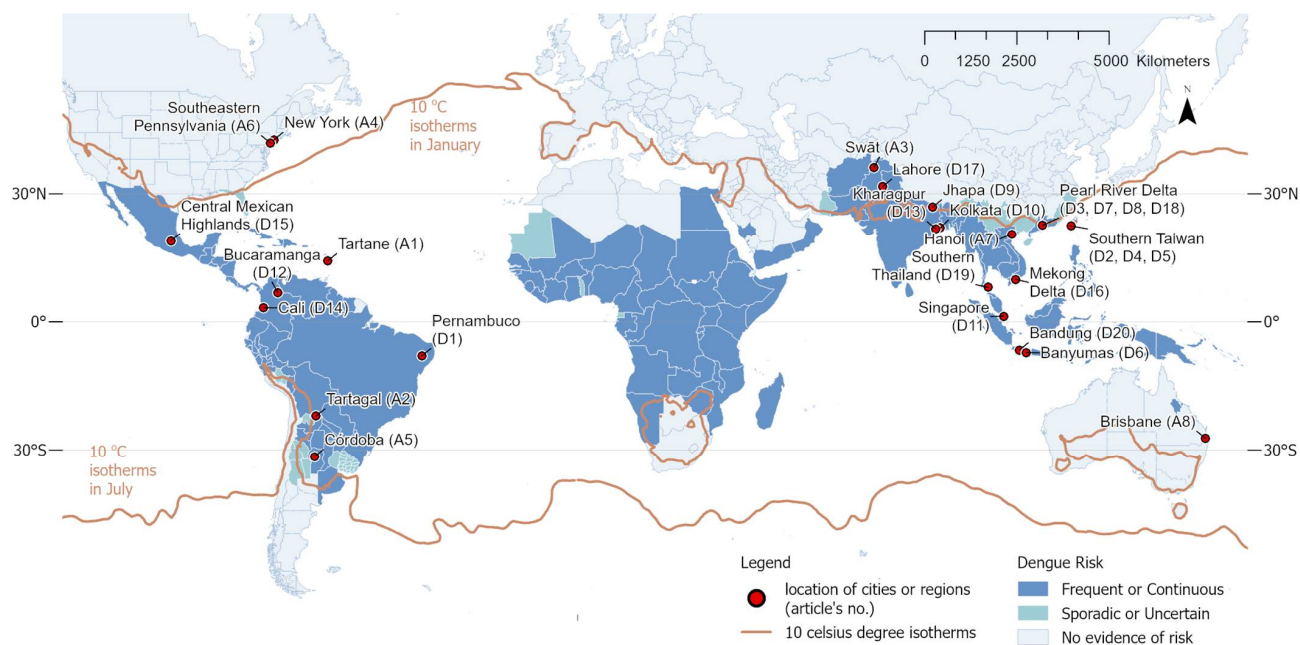 0 1250 2500 5000 Kilometers
N
10 °C
isotherms
in January
Southeastern
Pennsylvania (A6)
New York (A4)
Swāt (A3)
Lahore (D17)
Kharagpur
(D13)
Jhapa (D9)
Kolkata (D10)
Pearl River Delta
(D3, D7, D8, D18)
30°N
30°N
Central Mexican
Highlands (D15)
Tartane (A1)
Bucaramanga
(D12)
Hanoi (A7)
Southern
Thailand (D19)
Southern Taiwan
(D2, D4, D5)
Mekong
Delta (D16)
Cali (D14)
Singapore
(D11)
0°
0°
Pernambuco
(D1)
Bandung (D20)
Banyumas (D6)
Tartagal (A2)
Córdoba (A5)
Brisbane (A8)
30°S
30°S
10 °C
isotherms
in July
Legend
location of cities or regions
(article's no.)
10 celsius degree isotherms
Dengue Risk
Frequent or Continuous
Sporadic or Uncertain
No evidence of risk